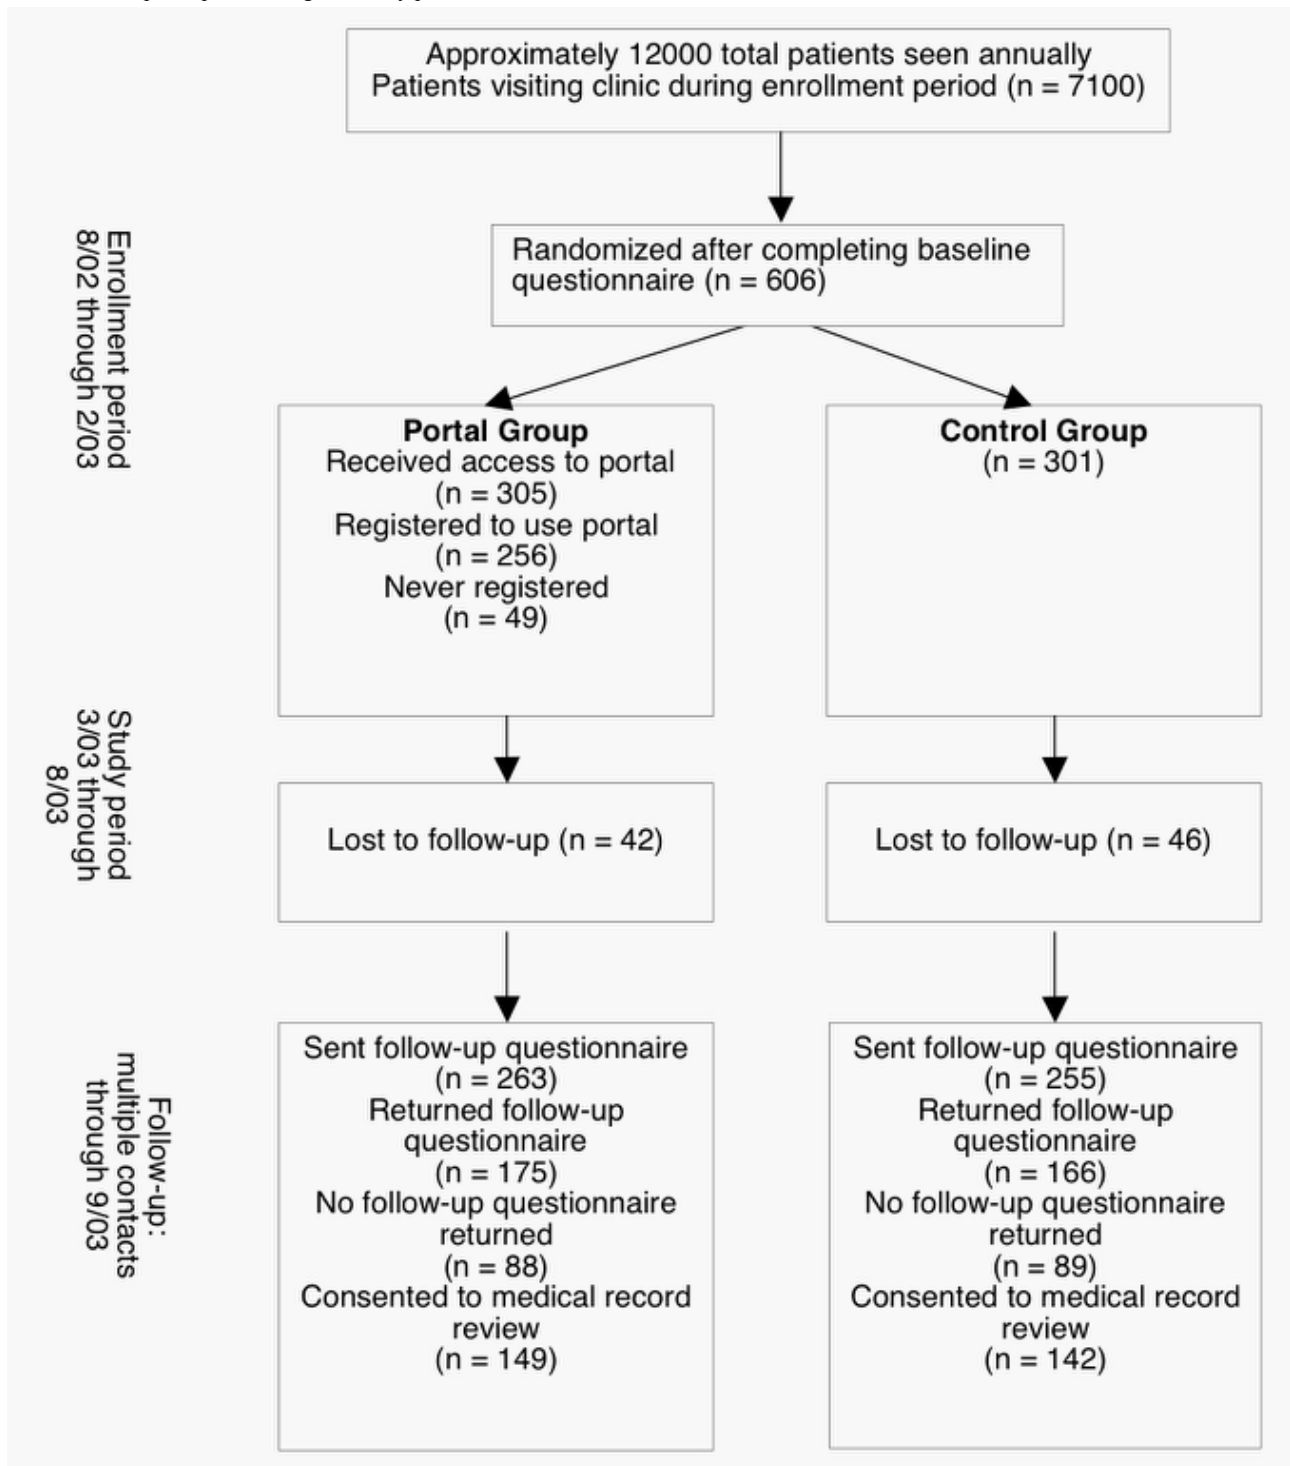 Approximately 12000 total patients seen annually
Patients visiting clinic during enrollment period (n = 7100)
Enrollment period
8/02 through 2/03
Randomized after completing baseline
questionnaire (n = 606)
Portal Group
Received access to portal
(n = 305)
Registered to use portal
(n = 256)
Never registered
(n = 49)
Control Group
(n = 301)
Study period
3/03 through
8/03
Lost to follow-up (n = 42)
Lost to follow-up (n = 46)
Follow-up:
multiple contacts
through 9/03
Sent follow-up questionnaire
(n = 263)
Returned follow-up
questionnaire
(n = 175)
No follow-up questionnaire
returned
(n = 88)
Consented to medical record
review
(n = 149)
Sent follow-up questionnaire
(n = 255)
Returned follow-up
questionnaire
(n = 166)
No follow-up questionnaire
returned
(n = 89)
Consented to medical record
review
(n = 142)